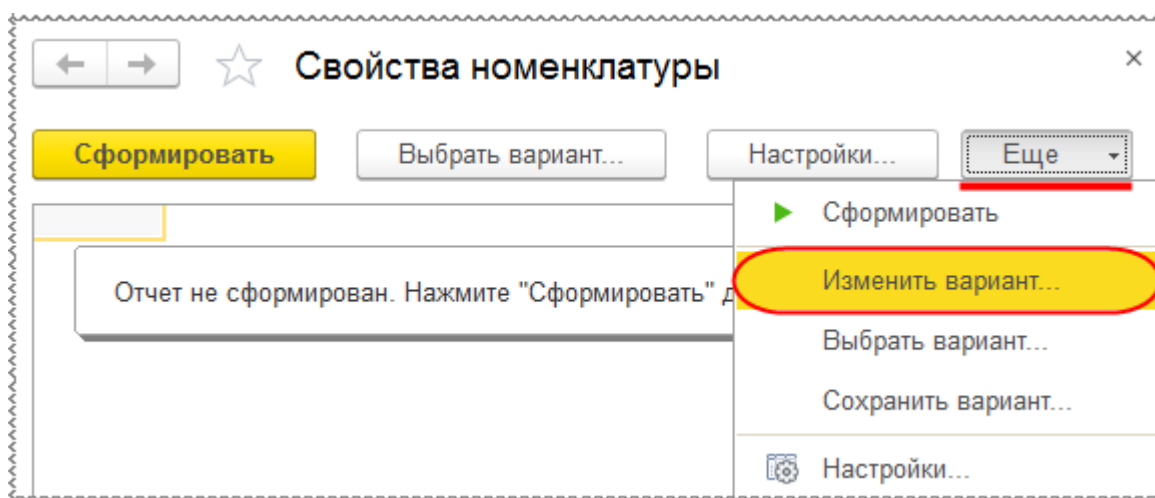 Свойства номенклатуры
Сформировать Выбрать вариант... Настройки... Еще
Сформировать
Отчет не сформирован. Нажмите "Сформировать" д
Изменить вариант...
Выбрать вариант...
Сохранить вариант...
Настройки...